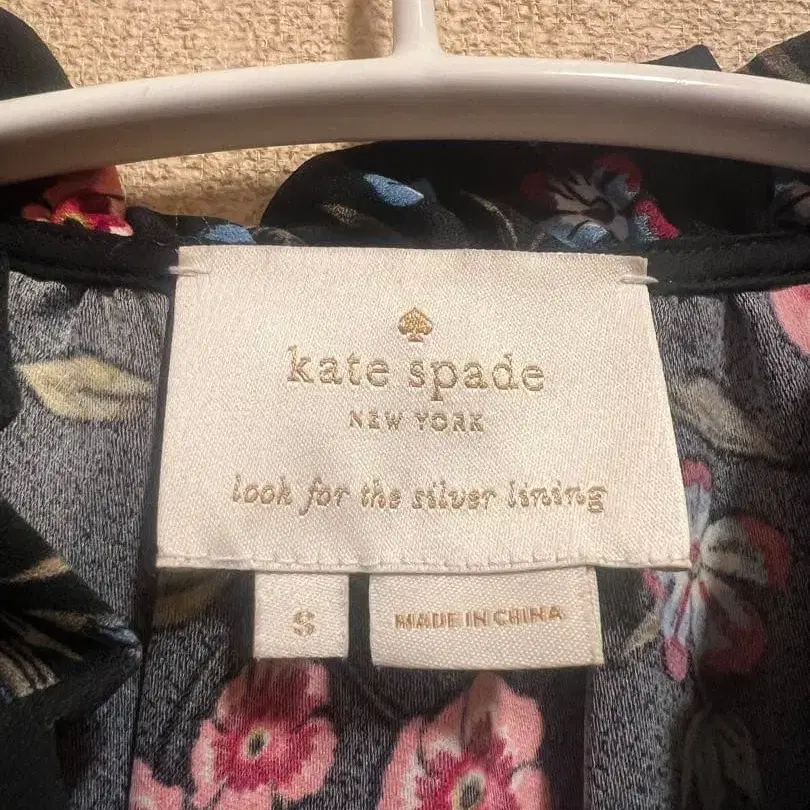 kate spade
NEW YORK
look for the silver lining
S
MADE IN CHINA